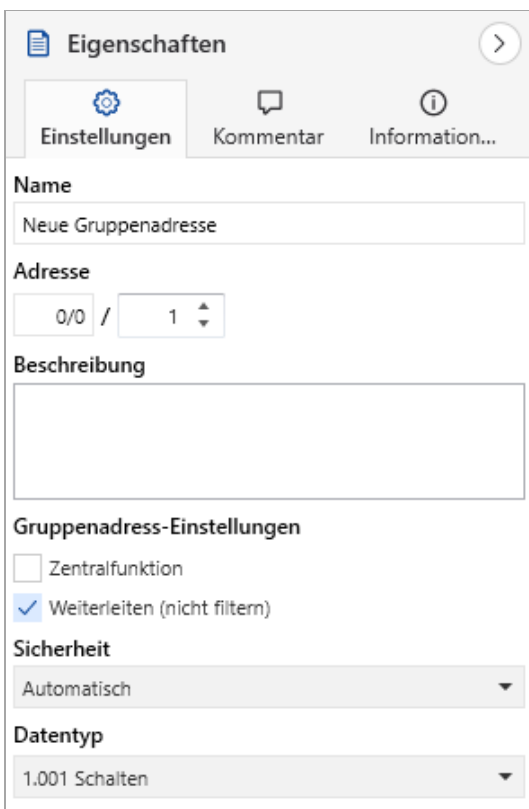 Eigenschaften
Einstellungen Kommentar Information...
Name
Neue Gruppenadresse
Adresse
0/0 / 1
Beschreibung
Gruppenadress-Einstellungen
Zentralfunktion
Weiterleiten (nicht filtern)
Sicherheit
Automatisch
Datentyp
1.001 Schalten